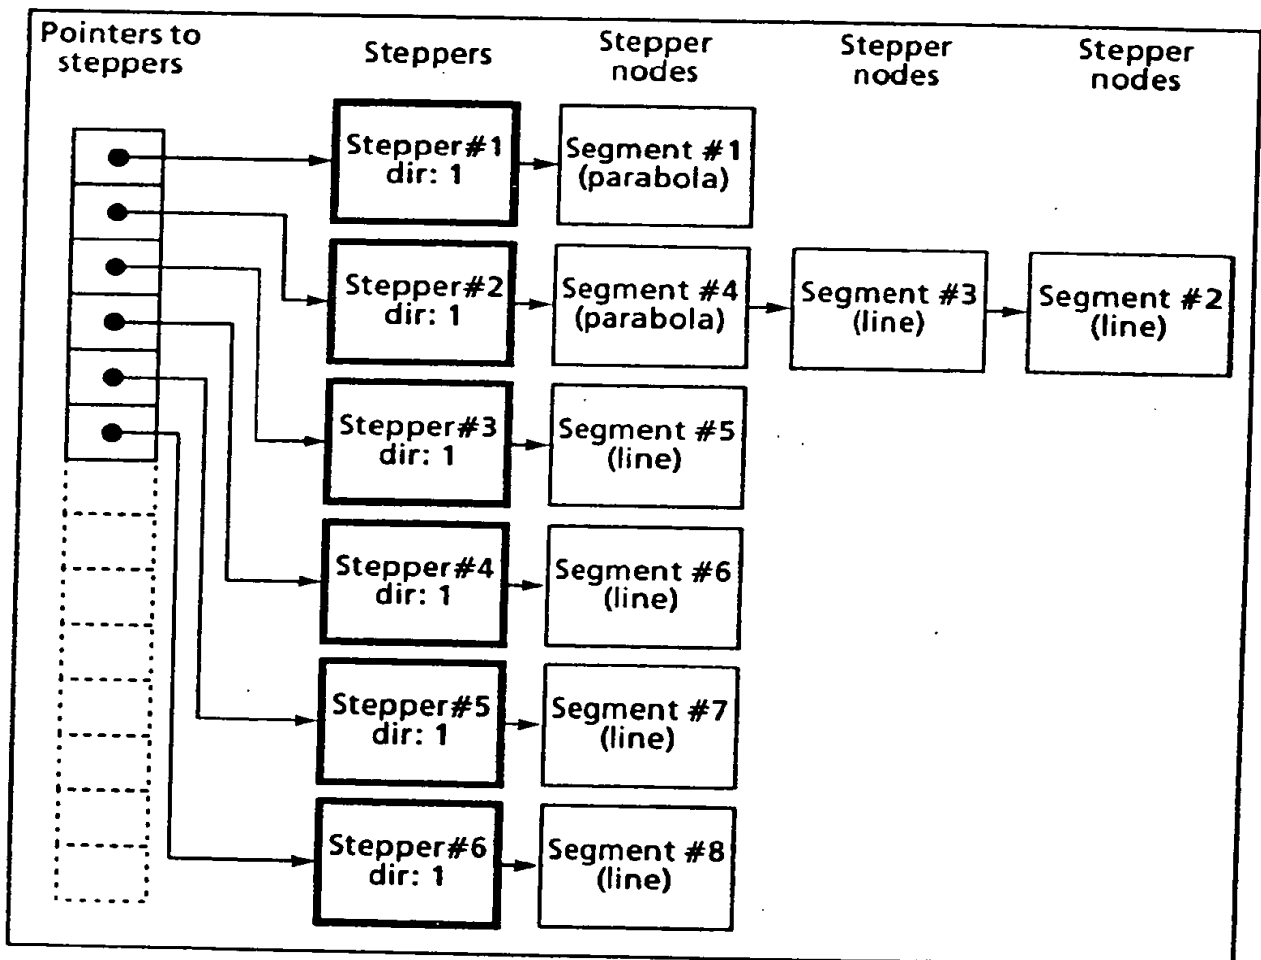 Pointers to
steppers
Steppers
Stepper
nodes
Stepper
nodes
Stepper
nodes
Stepper#1
dir: 1
Segment #1
(parabola)
Stepper#2
dir: 1
Segment #4
(parabola)
Segment #3
(line)
Segment #2
(line)
Stepper#3
dir: 1
Segment #5
(line)
Stepper#4
dir: 1
Segment #6
(line)
Stepper#5
dir: 1
Segment #7
(line)
Stepper#6
dir: 1
Segment #8
(line)